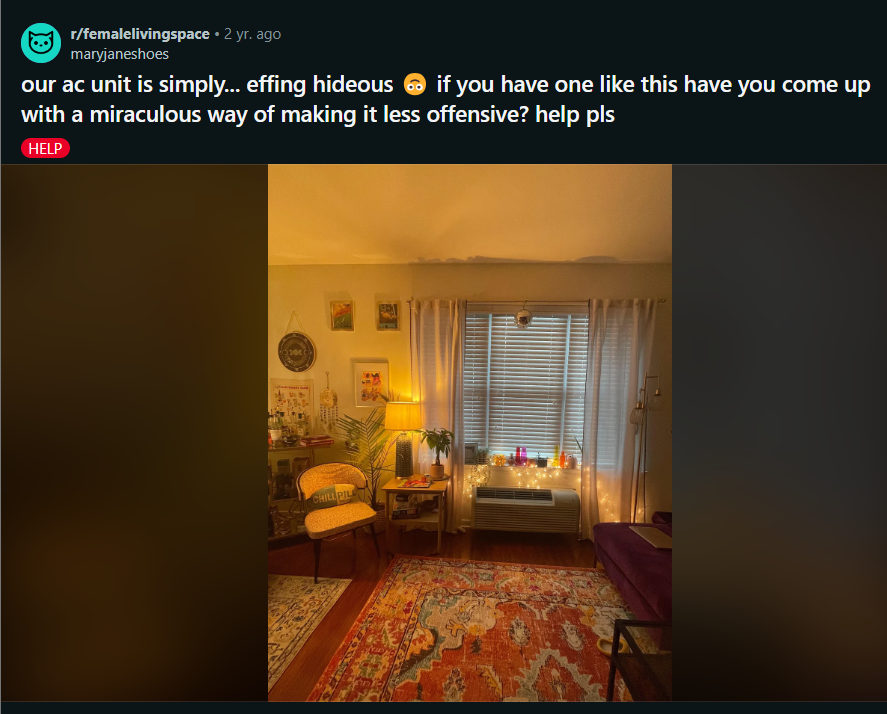 r/femalelivingspace • 2 yr. ago
maryjaneshoes
our ac unit is simply... effing hideous 😳 if you have one like this have you come up
with a miraculous way of making it less offensive? help pls
HELP
CHILL PILL